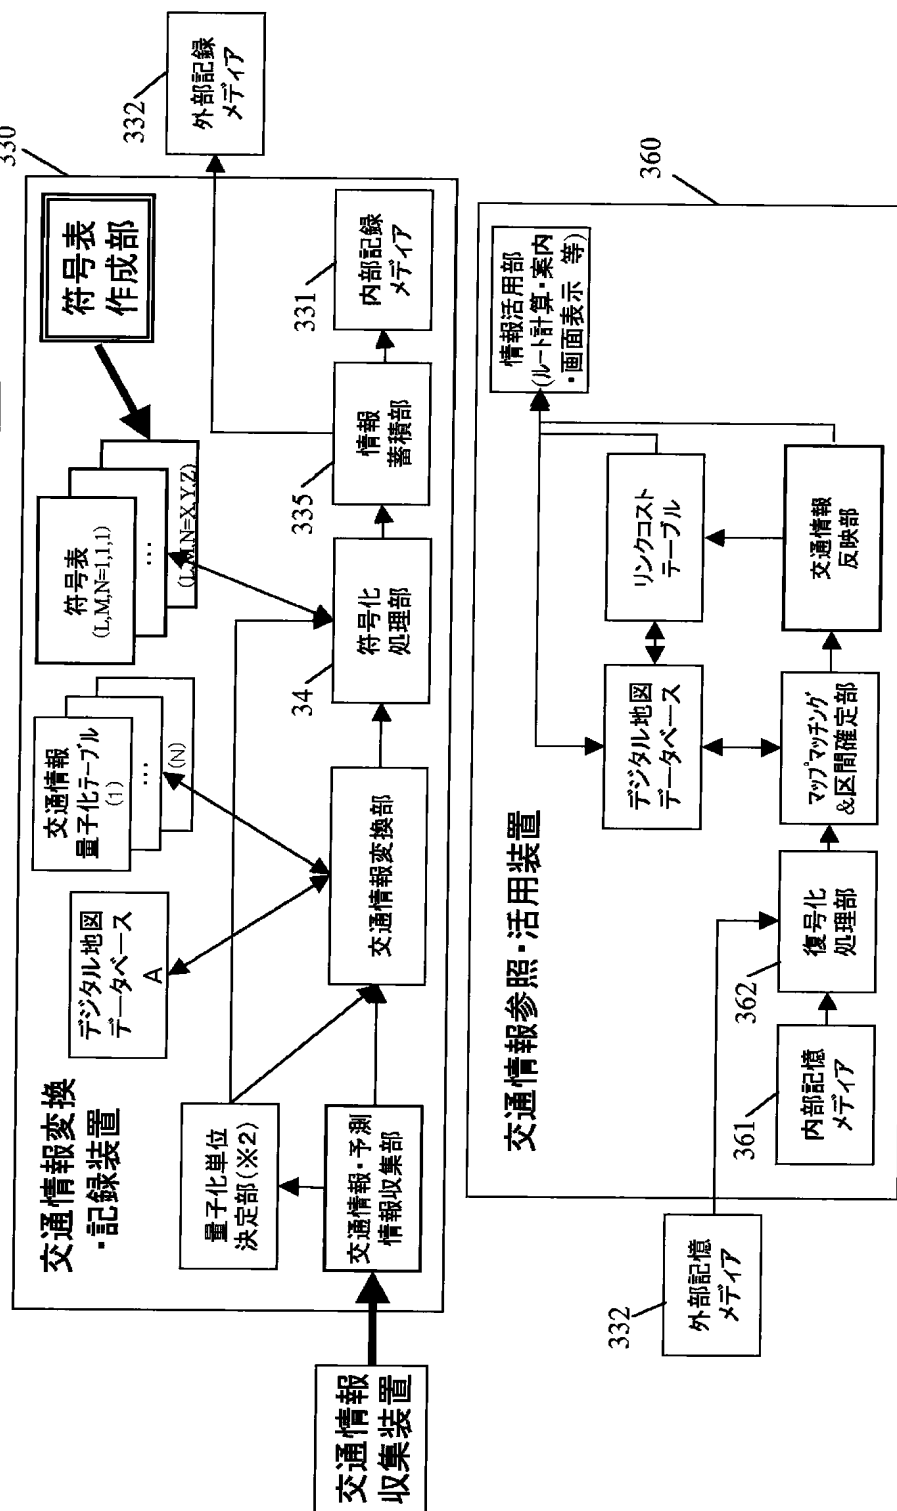 330
交通情報変換
・記録装置
符号表
作成部
332
外部記録
メディア
デジタル地図
データベース
A
交通情報
量子化テーブル
(1)
…
(N)
符号表
(L,M,N=1,1,1)
…
(L,M,N=X,Y,Z)
量子化単位
決定部(※2)
交通情報・予測
情報収集部
交通情報変換部
34
符号化
処理部
335
情報
蓄積部
331
内部記録
メディア
交通情報
収集装置
360
交通情報参照・活用装置
情報活用部
(ルート計算・案内
・画面表示 等)
デジタル地図
データベース
リンクコスト
テーブル
332
外部記憶
メディア
361
内部記憶
メディア
362
復号化
処理部
マップマッチング
&区間確定部
交通情報
反映部